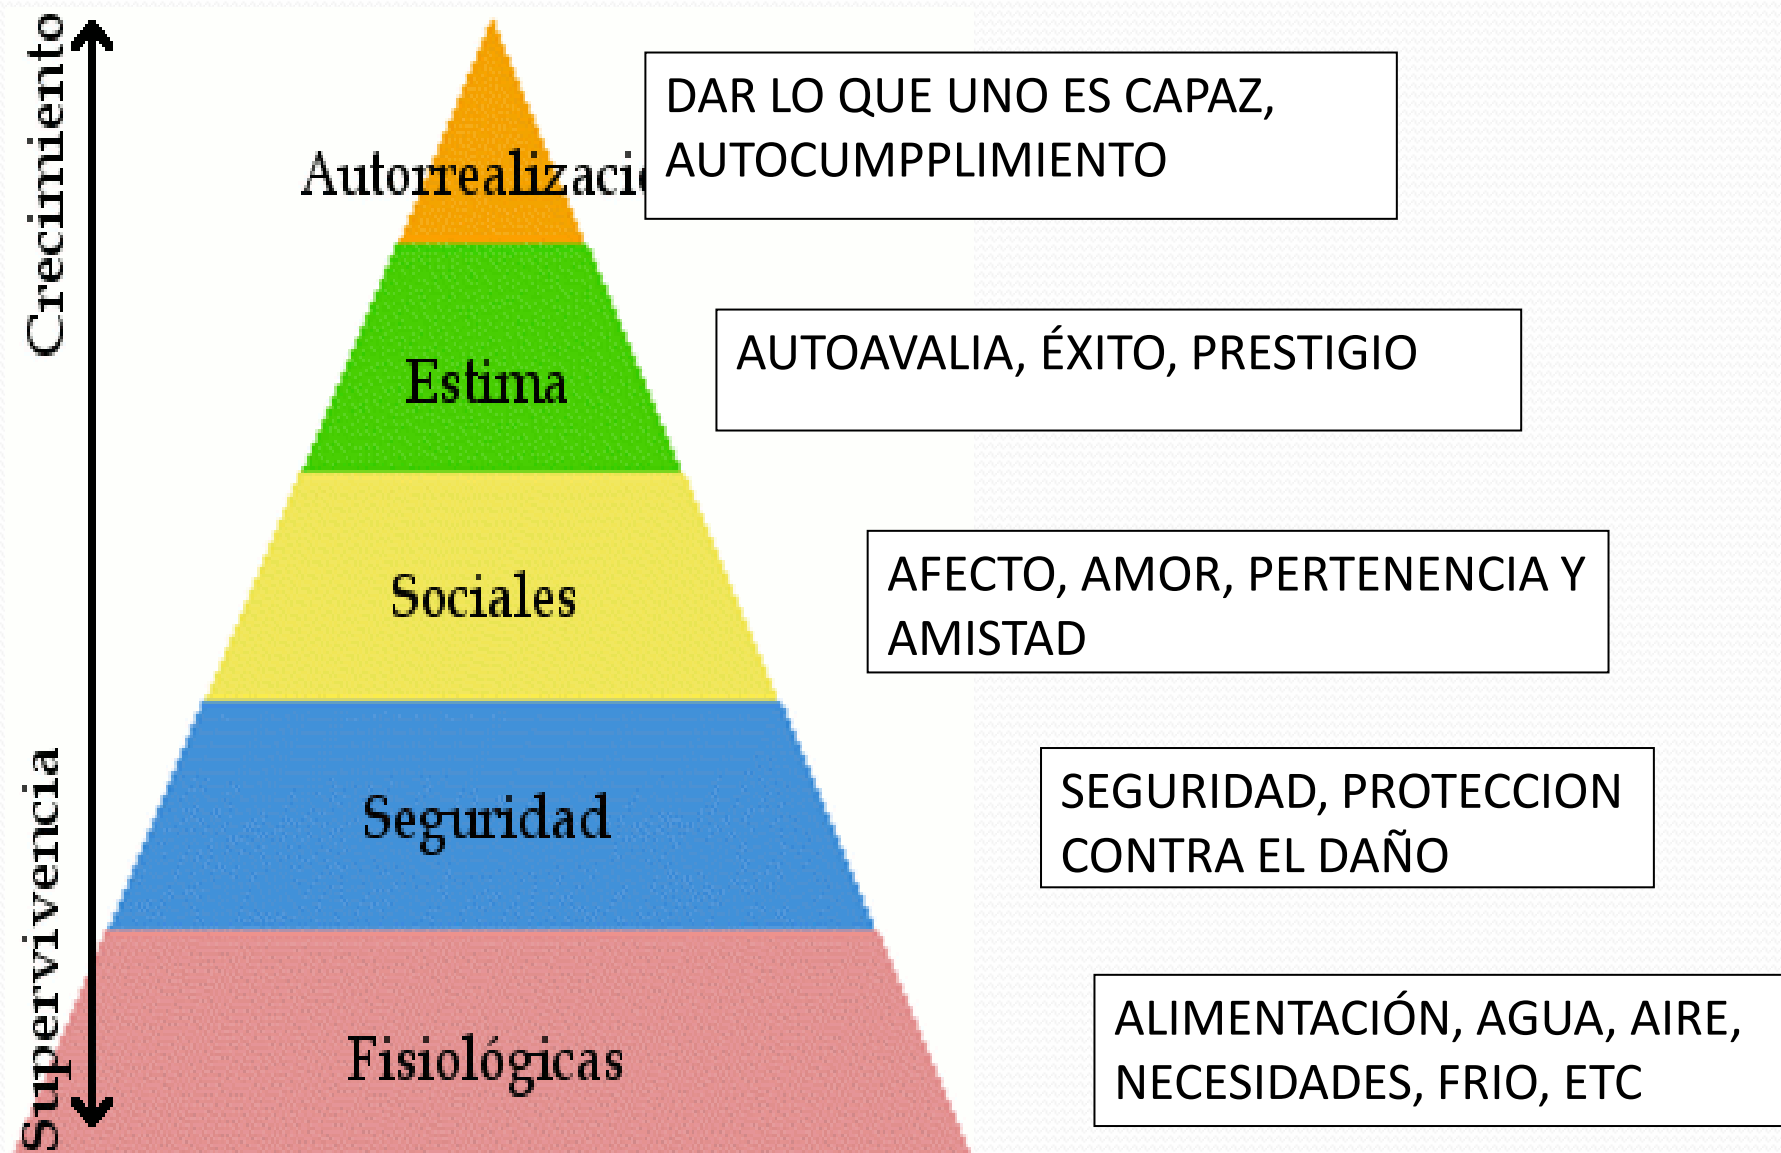 Crecimiento
DAR LO QUE UNO ES CAPAZ,
AUTOCUMPPLIMIENTO
Autorrealizació
AUTOAVALIA, ÉXITO, PRESTIGIO
Estima
AFECTO, AMOR, PERTENENCIA Y
AMISTAD
Sociales
SEGURIDAD, PROTECCION
CONTRA EL DAÑO
Seguridad
Supervivencia
ALIMENTACIÓN, AGUA, AIRE,
NECESIDADES, FRIO, ETC
Fisiológicas